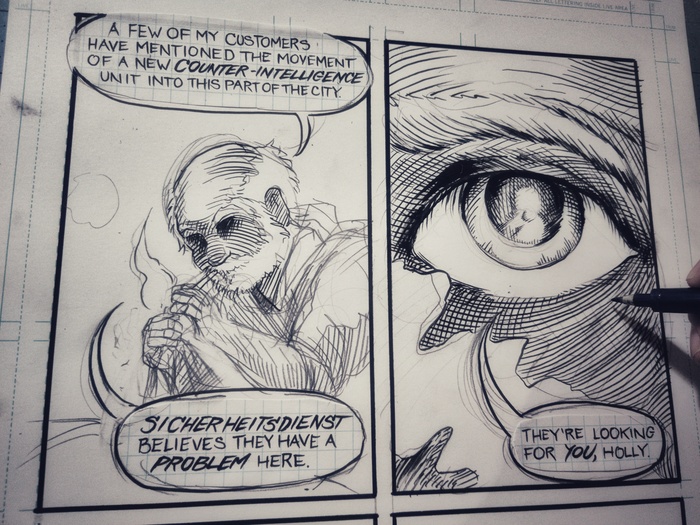 A FEW OF MY CUSTOMERS
HAVE MENTIONED THE MOVEMENT
OF A NEW COUNTER-INTELLIGENCE
UNIT INTO THIS PART OF THE CITY.
SICHERHEITSDIENST
BELIEVES THEY HAVE A
PROBLEM HERE.
THEY'RE LOOKING
FOR YOU, HOLLY.